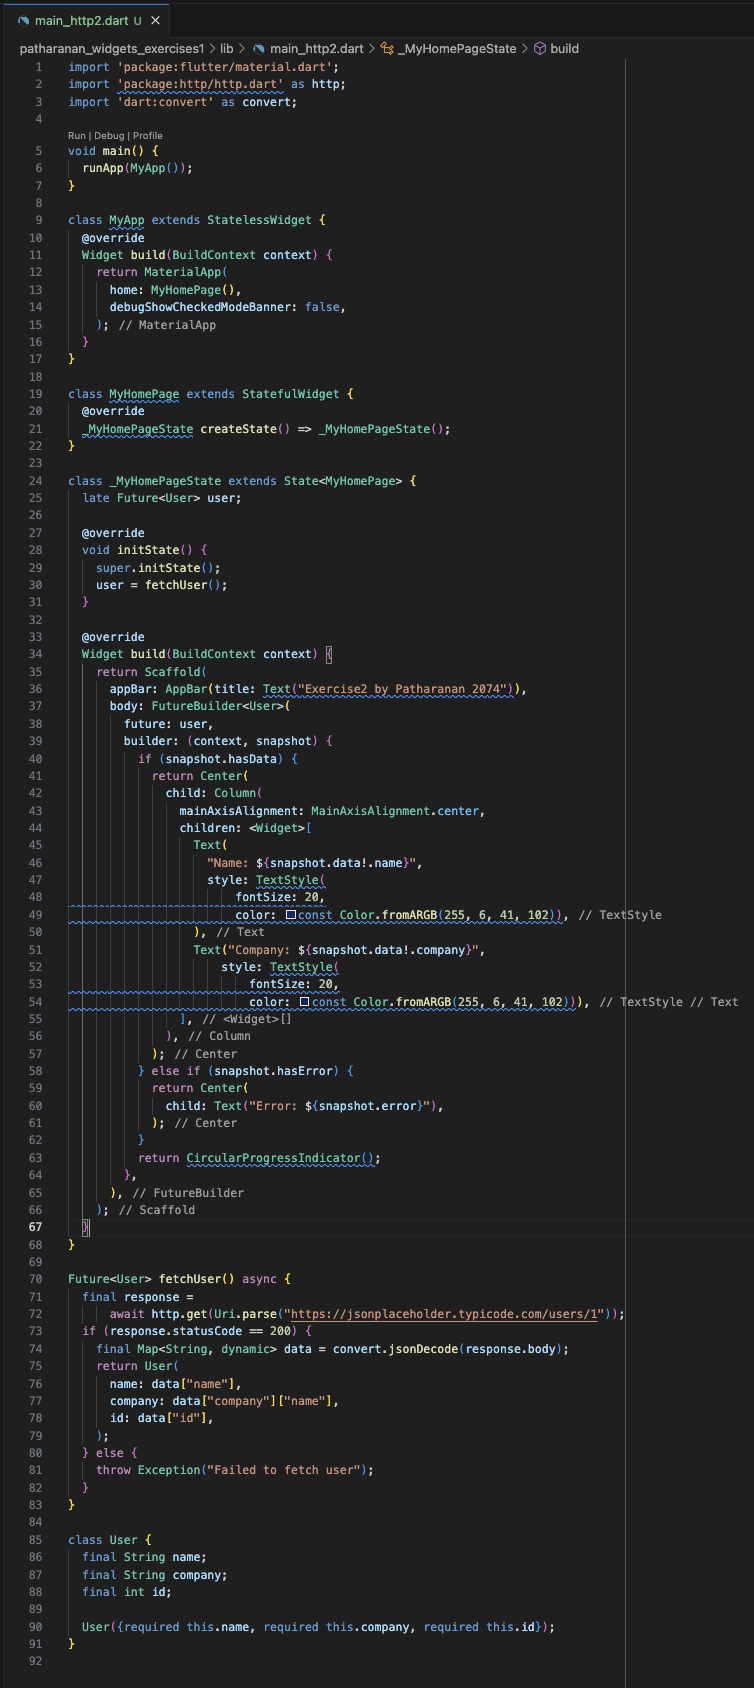 main_http2.dart U ×
patharanan_widgets_exercises1 > lib > main_http2.dart > _MyHomePageState > build
1 import 'package:flutter/material.dart';
2 import 'package:http/http.dart' as http;
3 import 'dart:convert' as convert;
4
Run | Debug | Profile
5 void main() {
6   runApp(MyApp());
7 }
8
9 class MyApp extends StatelessWidget {
10   @override
11   Widget build(BuildContext context) {
12     return MaterialApp(
13       home: MyHomePage(),
14       debugShowCheckedModeBanner: false,
15     ); // MaterialApp
16   }
17 }
18
19 class MyHomePage extends StatefulWidget {
20   @override
21   _MyHomePageState createState() => _MyHomePageState();
22 }
23
24 class _MyHomePageState extends State<MyHomePage> {
25   late Future<User> user;
26
27   @override
28   void initState() {
29     super.initState();
30     user = fetchUser();
31   }
32
33   @override
34   Widget build(BuildContext context) {
35     return Scaffold(
36       appBar: AppBar(title: Text("Exercise2 by Patharanan 2074")),
37       body: FutureBuilder<User>(
38         future: user,
39         builder: (context, snapshot) {
40           if (snapshot.hasData) {
41             return Center(
42               child: Column(
43                 mainAxisAlignment: MainAxisAlignment.center,
44                 children: <Widget>[
45                   Text(
46                     "Name: ${snapshot.data!.name}",
47                     style: TextStyle(
48                         fontSize: 20,
49                         color: const Color.fromARGB(255, 6, 41, 102)), // TextStyle
50                   ), // Text
51                   Text("Company: ${snapshot.data!.company}",
52                       style: TextStyle(
53                           fontSize: 20,
54                           color: const Color.fromARGB(255, 6, 41, 102))), // TextStyle // Text
55                 ], // <Widget>[]
56               ), // Column
57             ); // Center
58           } else if (snapshot.hasError) {
59             return Center(
60               child: Text("Error: ${snapshot.error}"),
61             ); // Center
62           }
63           return CircularProgressIndicator();
64         },
65       ), // FutureBuilder
66     ); // Scaffold
67   }
68 }
69
70 Future<User> fetchUser() async {
71   final response =
72       await http.get(Uri.parse("https://jsonplaceholder.typicode.com/users/1"));
73   if (response.statusCode == 200) {
74     final Map<String, dynamic> data = convert.jsonDecode(response.body);
75     return User(
76       name: data["name"],
77       company: data["company"]["name"],
78       id: data["id"],
79     );
80   } else {
81     throw Exception("Failed to fetch user");
82   }
83 }
84
85 class User {
86   final String name;
87   final String company;
88   final int id;
89
90   User({required this.name, required this.company, required this.id});
91 }
92